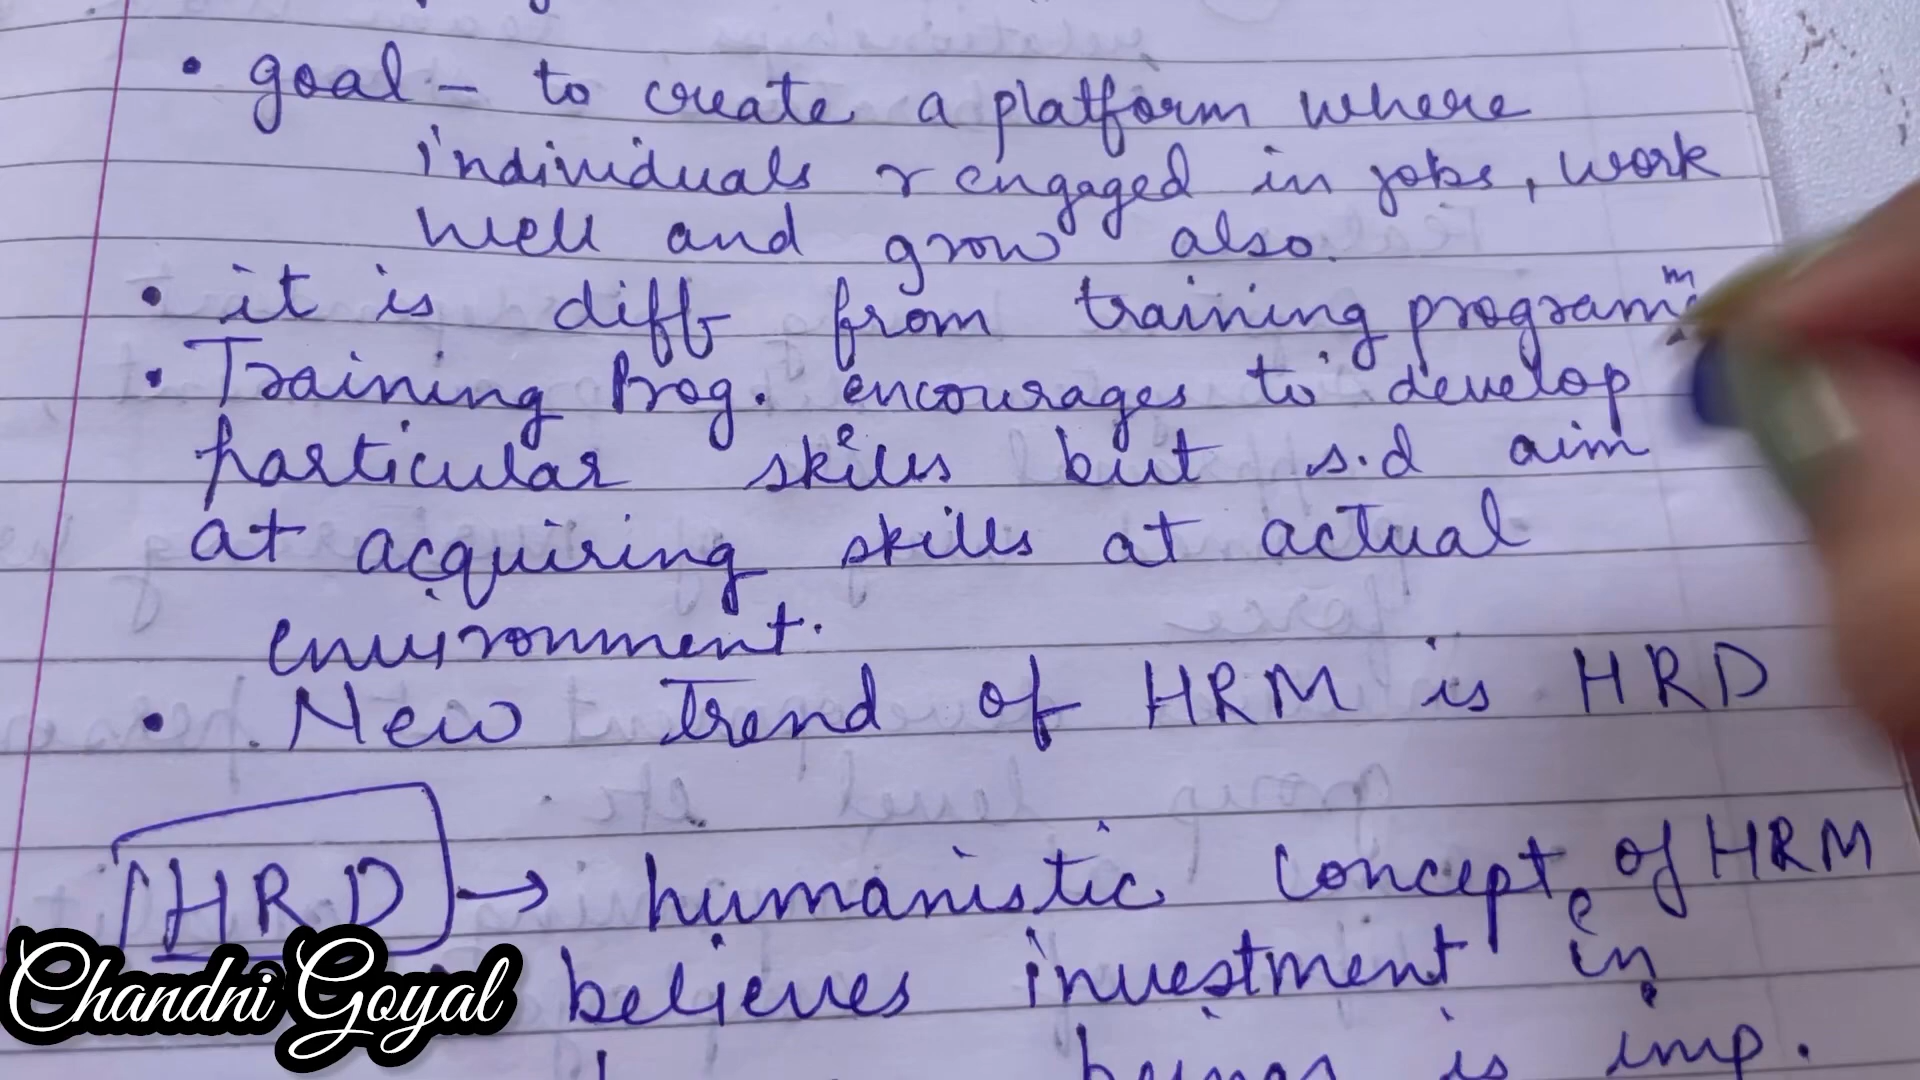 • goal - to create a platform where
individuals r engaged in jobs, work
well and grow also.
• it is diff from training programm
• Training Prog. encourages to develop
particular skills but s.d aim
at acquiring skills at actual
environment.
• New Trend of HRM is HRD
HRD → humanistic concept of HRM
believes investment in
beings is imp.
Chandni Goyal